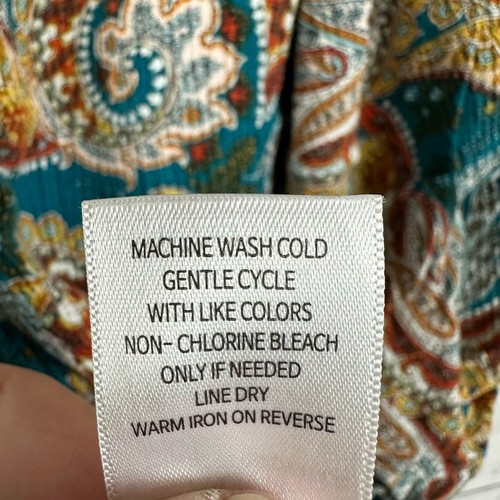 MACHINE WASH COLD
GENTLE CYCLE
WITH LIKE COLORS
NON- CHLORINE BLEACH
ONLY IF NEEDED
LINE DRY
WARM IRON ON REVERSE